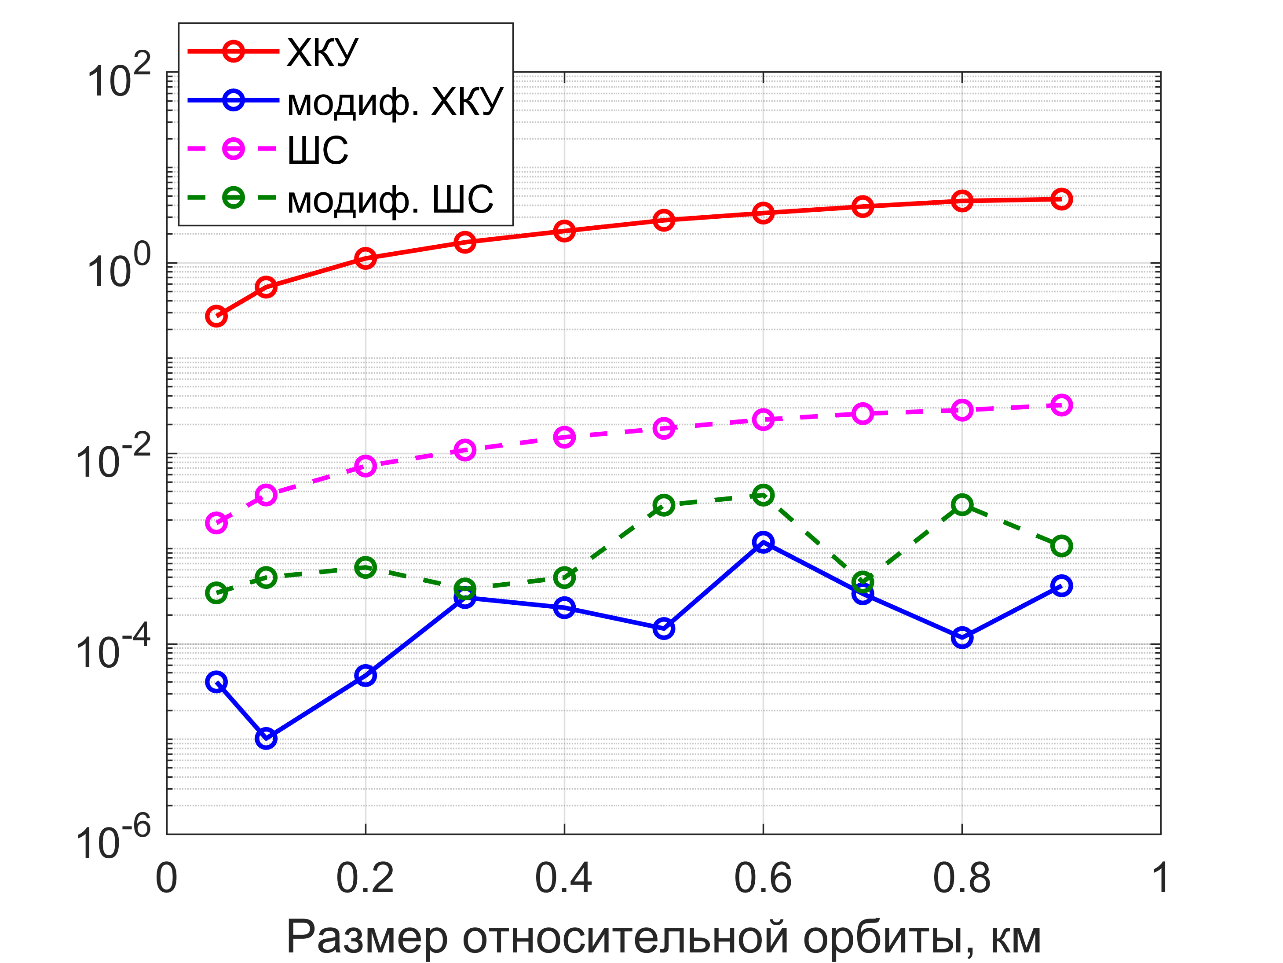 ХКУ
модиф. ХКУ
ШС
модиф. ШС
10^2
10^0
10^-2
10^-4
10^-6
0 0.2 0.4 0.6 0.8 1
Размер относительной орбиты, км